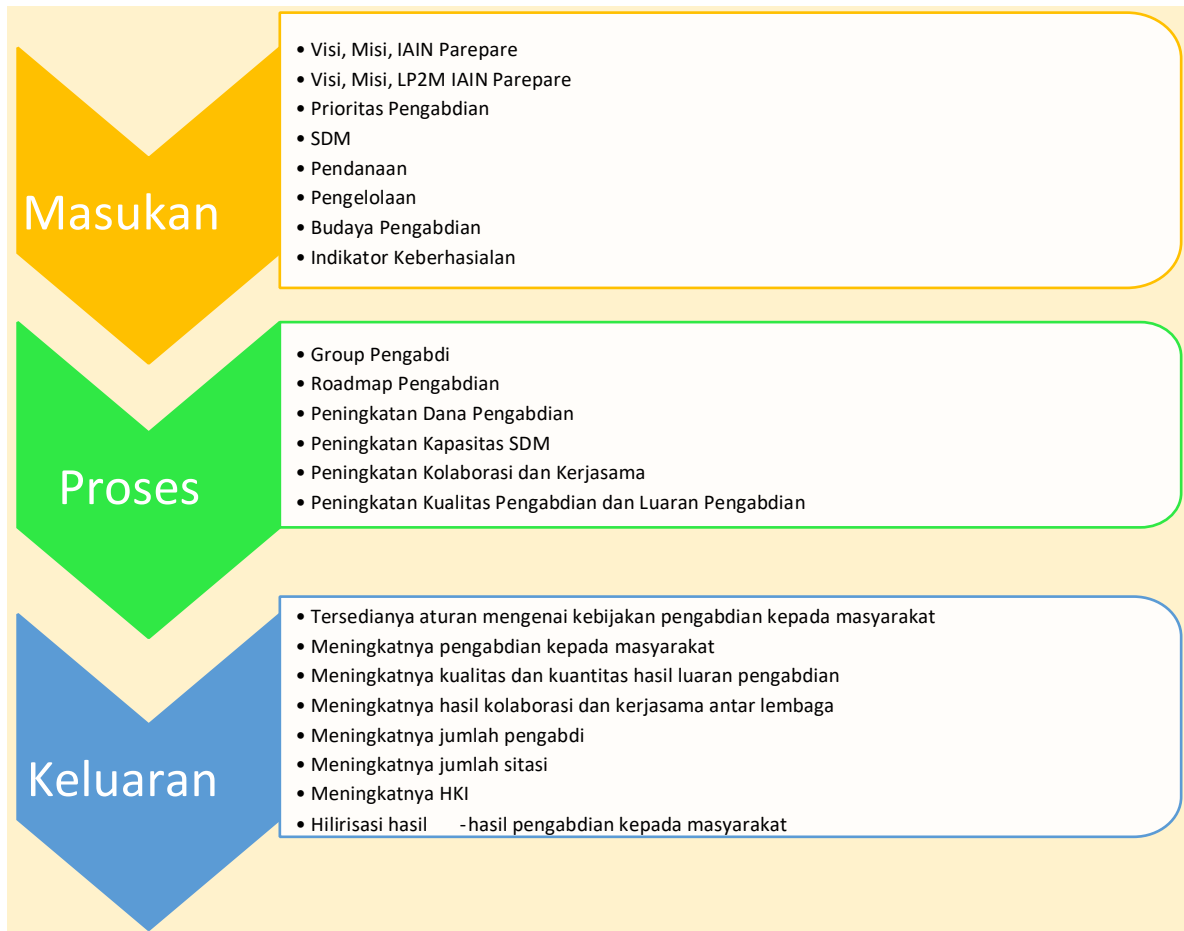 Masukan
• Visi, Misi, IAIN Parepare
• Visi, Misi, LP2M IAIN Parepare
• Prioritas Pengabdian
• SDM
• Pendanaan
• Pengelolaan
• Budaya Pengabdian
• Indikator Keberhasialan
Proses
• Group Pengabdi
• Roadmap Pengabdian
• Peningkatan Dana Pengabdian
• Peningkatan Kapasitas SDM
• Peningkatan Kolaborasi dan Kerjasama
• Peningkatan Kualitas Pengabdian dan Luaran Pengabdian
Keluaran
• Tersedianya aturan mengenai kebijakan pengabdian kepada masyarakat
• Meningkatnya pengabdian kepada masyarakat
• Meningkatnya kualitas dan kuantitas hasil luaran pengabdian
• Meningkatnya hasil kolaborasi dan kerjasama antar lembaga
• Meningkatnya jumlah pengabdi
• Meningkatnya jumlah sitasi
• Meningkatnya HKI
• Hilirisasi hasil -hasil pengabdian kepada masyarakat